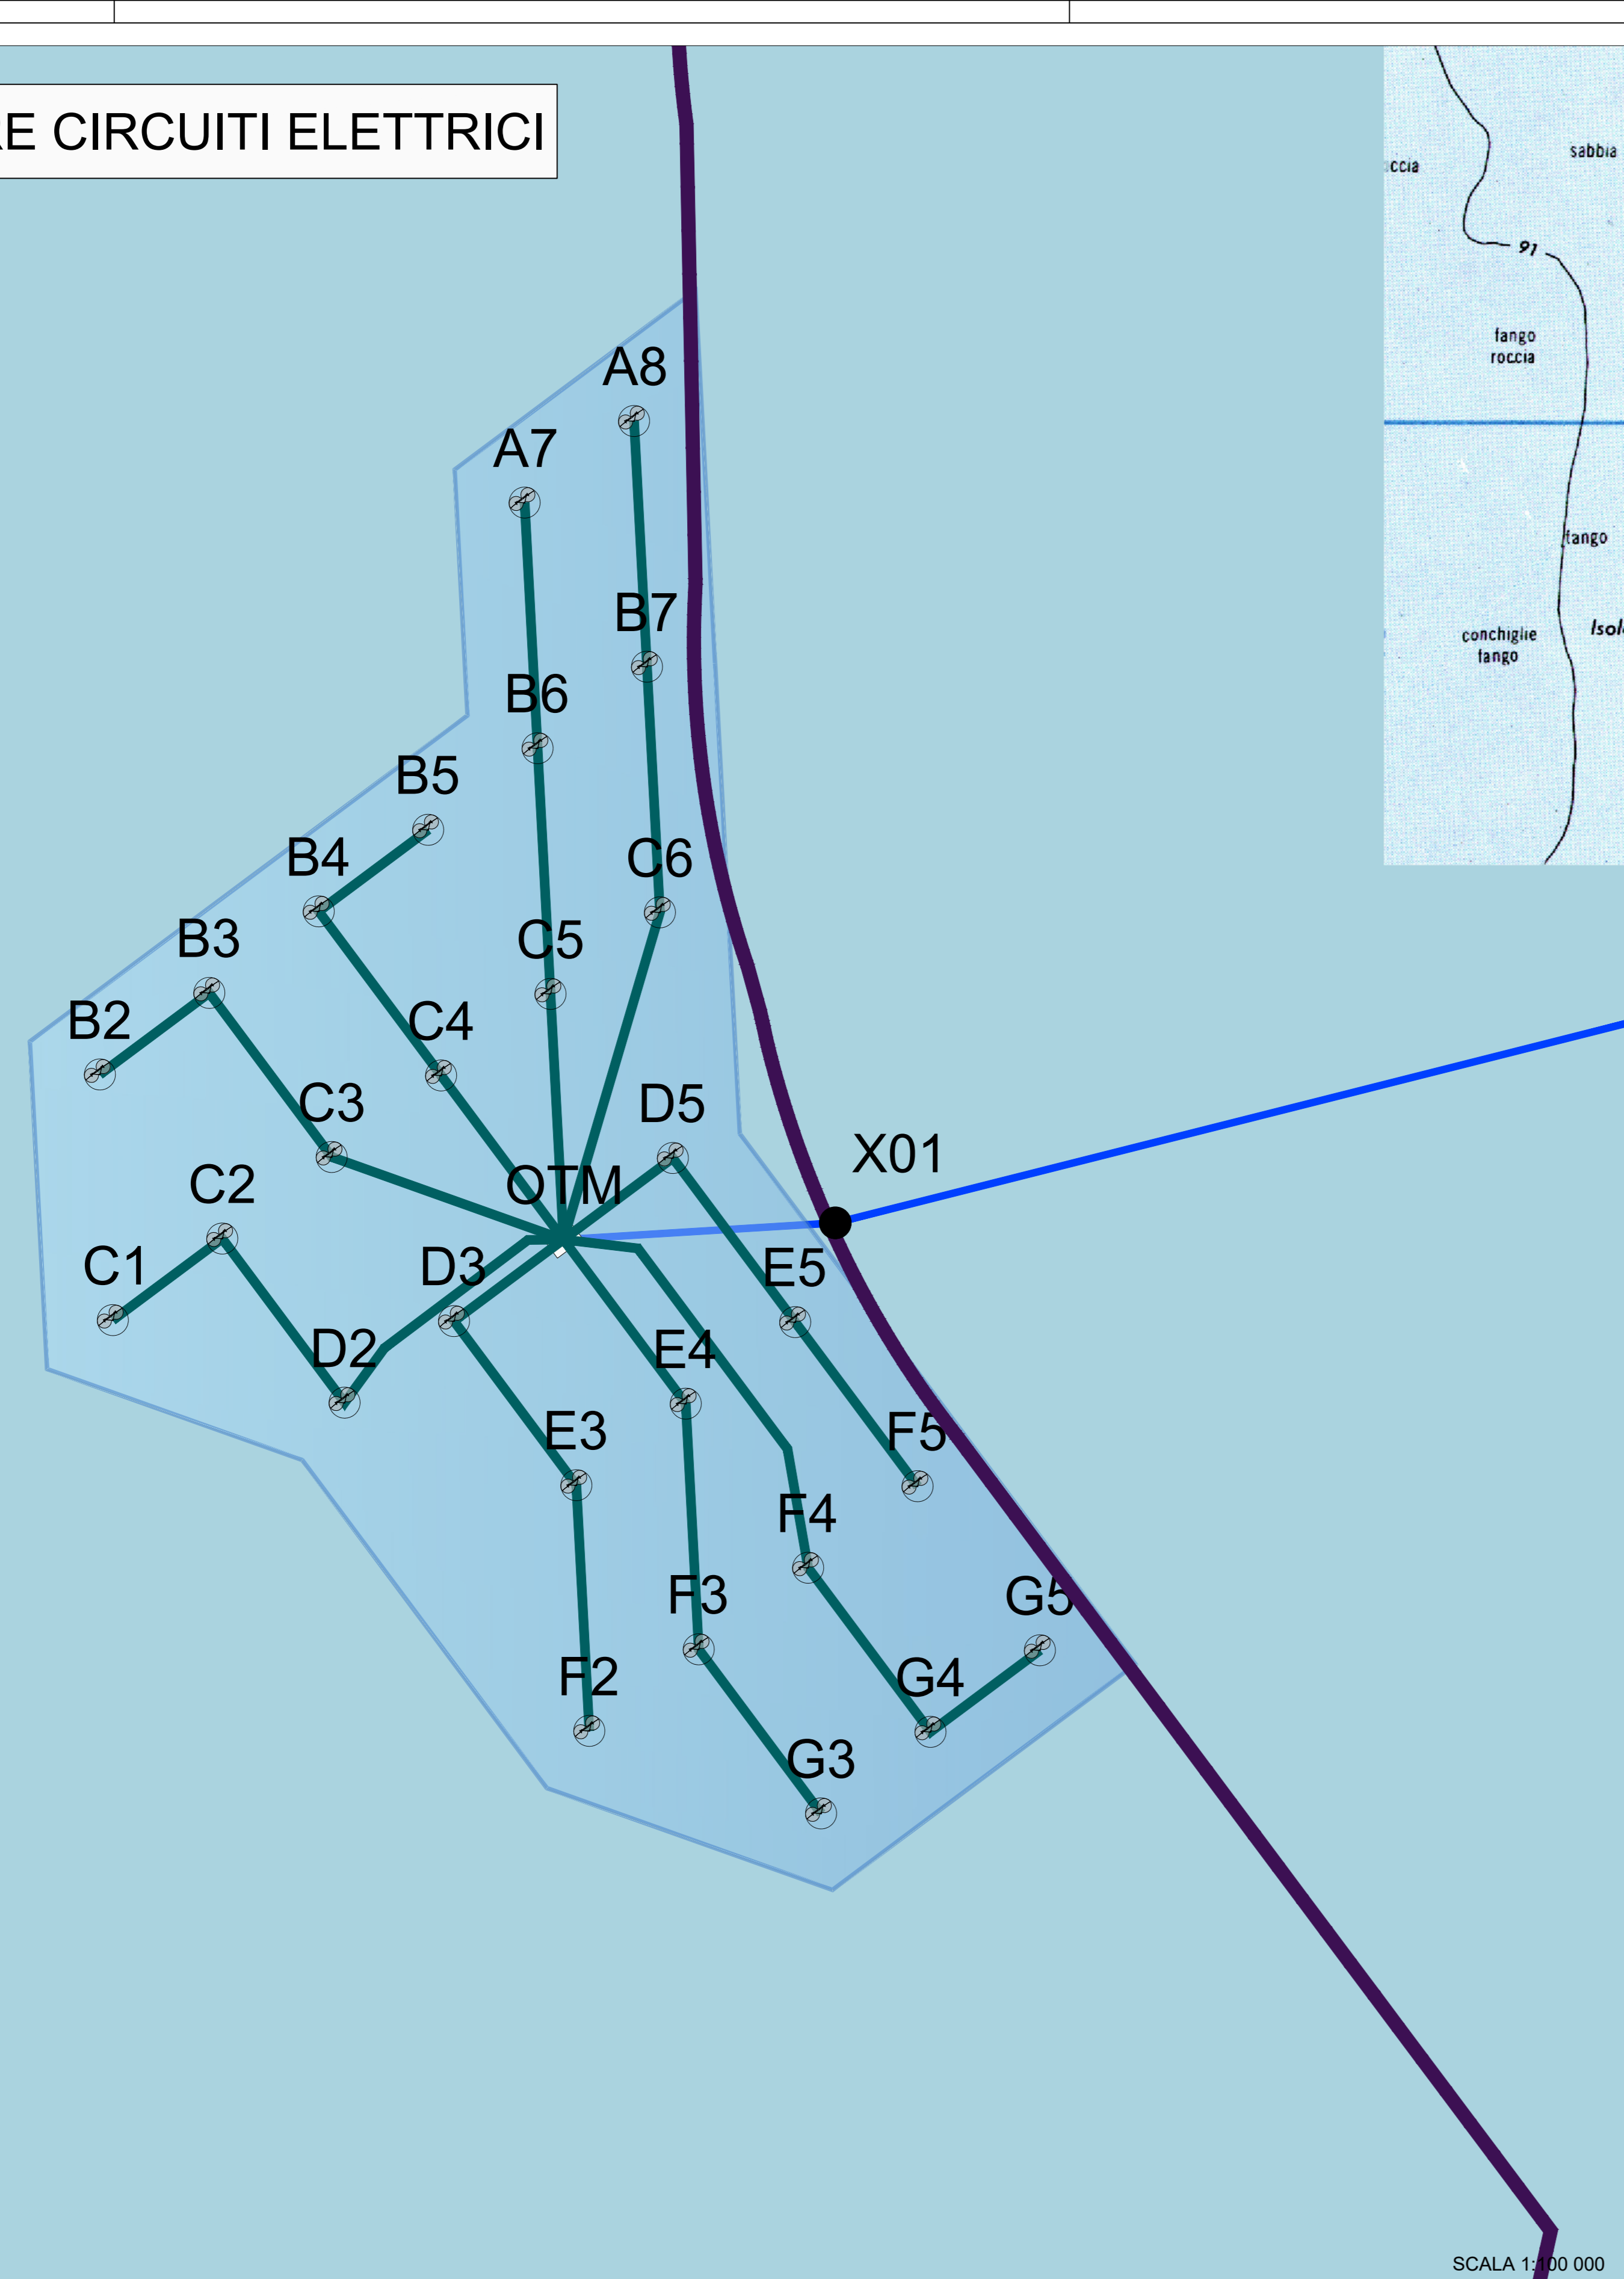 RE CIRCUITI ELETTRICI
ccia
sabbia
91
fango
roccia
fango
conchiglie
fango
Isol
A8
A7
B7
B6
B5
B4
C6
B3
C5
B2
C4
C3
D5
X01
C2
OTM
C1
D3
E5
D2
E4
E3
F5
F4
F3
G5
F2
G4
G3
SCALA 1:100 000